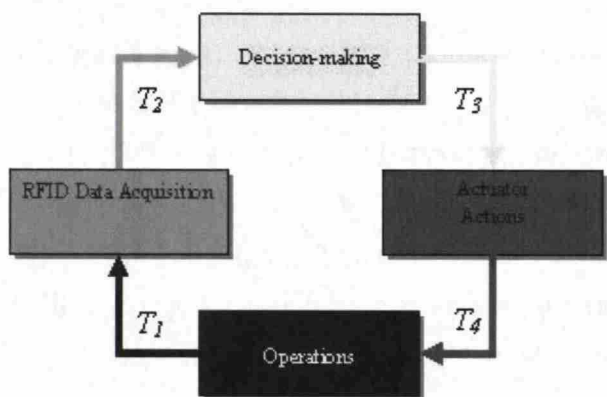 Decision-making
T2
T3
RFID Data Acquisition
Actuator
Actions
T1
T4
Operations